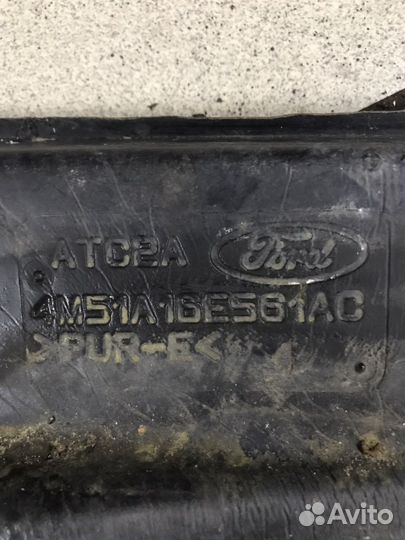 ATC2A Ford
4M51A16E561AC
>PUR-E<
Avito